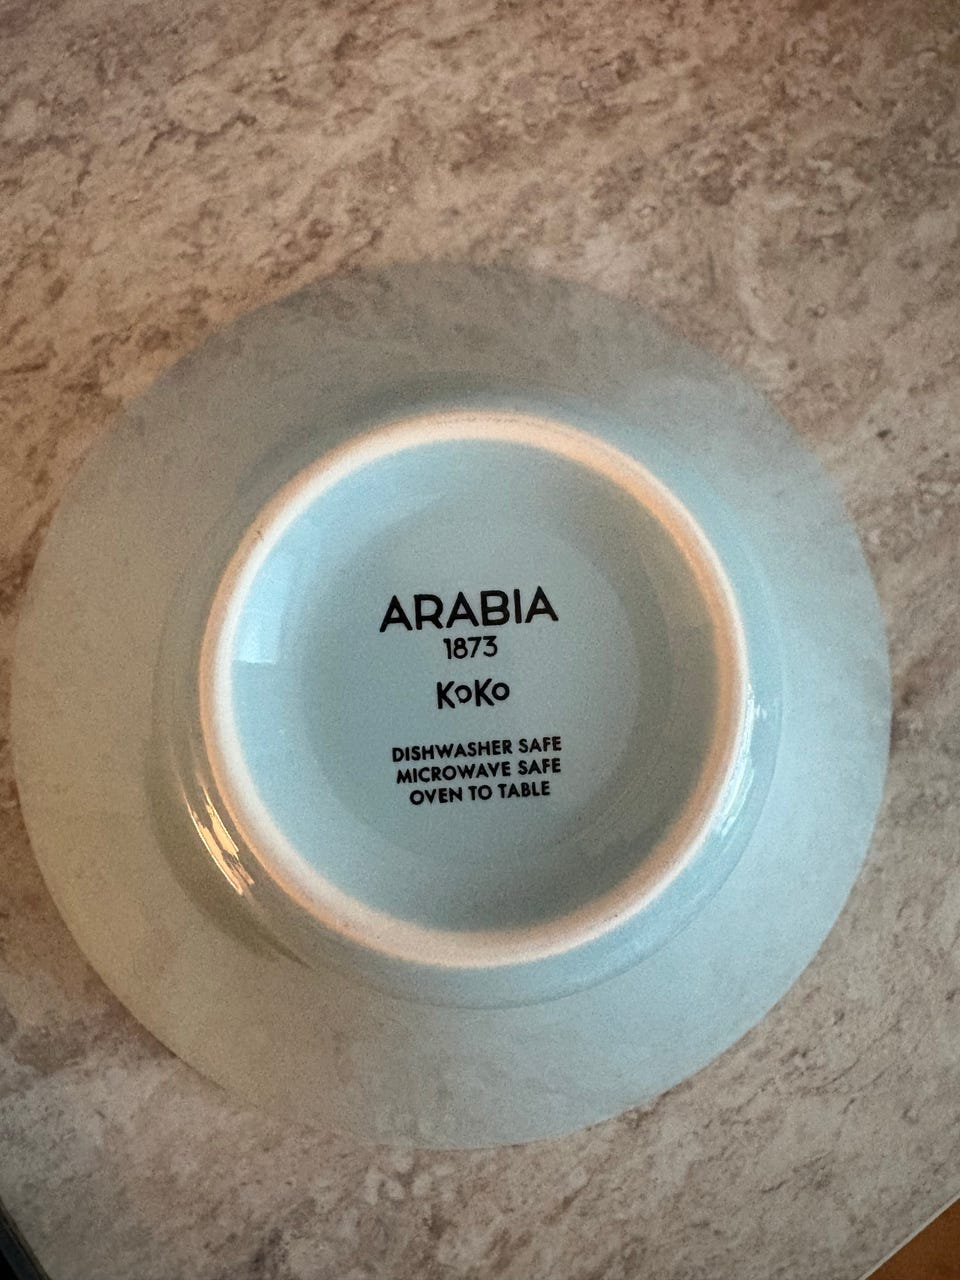 ARABIA
1873
KoKo
DISHWASHER SAFE
MICROWAVE SAFE
OVEN TO TABLE